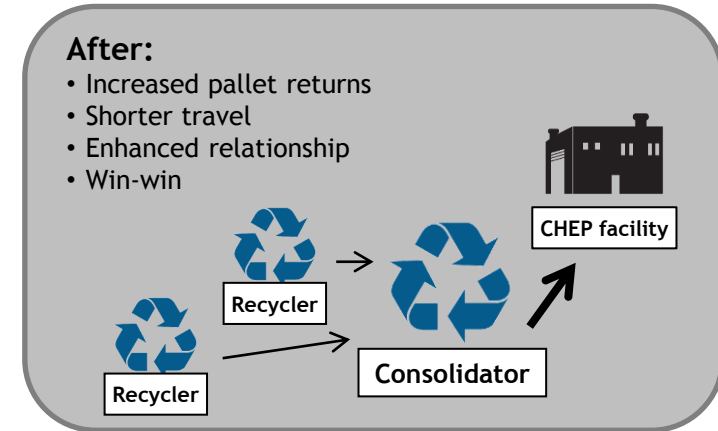 After:
• Increased pallet returns
• Shorter travel
• Enhanced relationship
• Win-win
CHEP facility
Recycler
Consolidator
Recycler